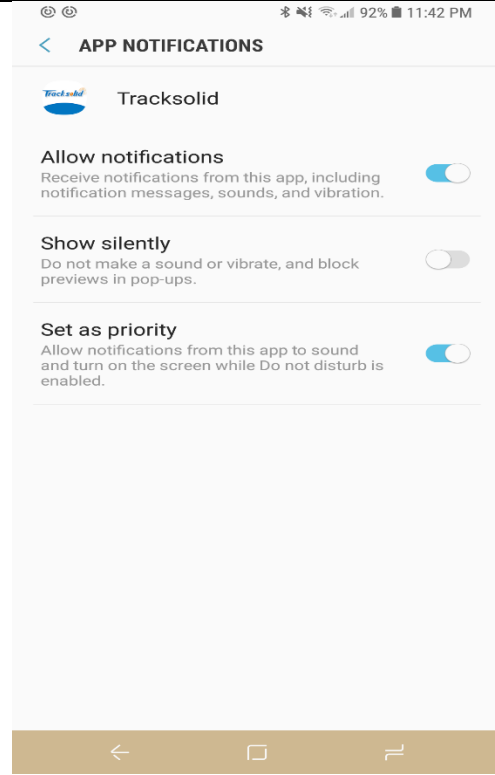 92% 11:42 PM
APP NOTIFICATIONS
Tracksolid
Tracksolid
Allow notifications
Receive notifications from this app, including
notification messages, sounds, and vibration.
Show silently
Do not make a sound or vibrate, and block
previews in pop-ups.
Set as priority
Allow notifications from this app to sound
and turn on the screen while Do not disturb is
enabled.